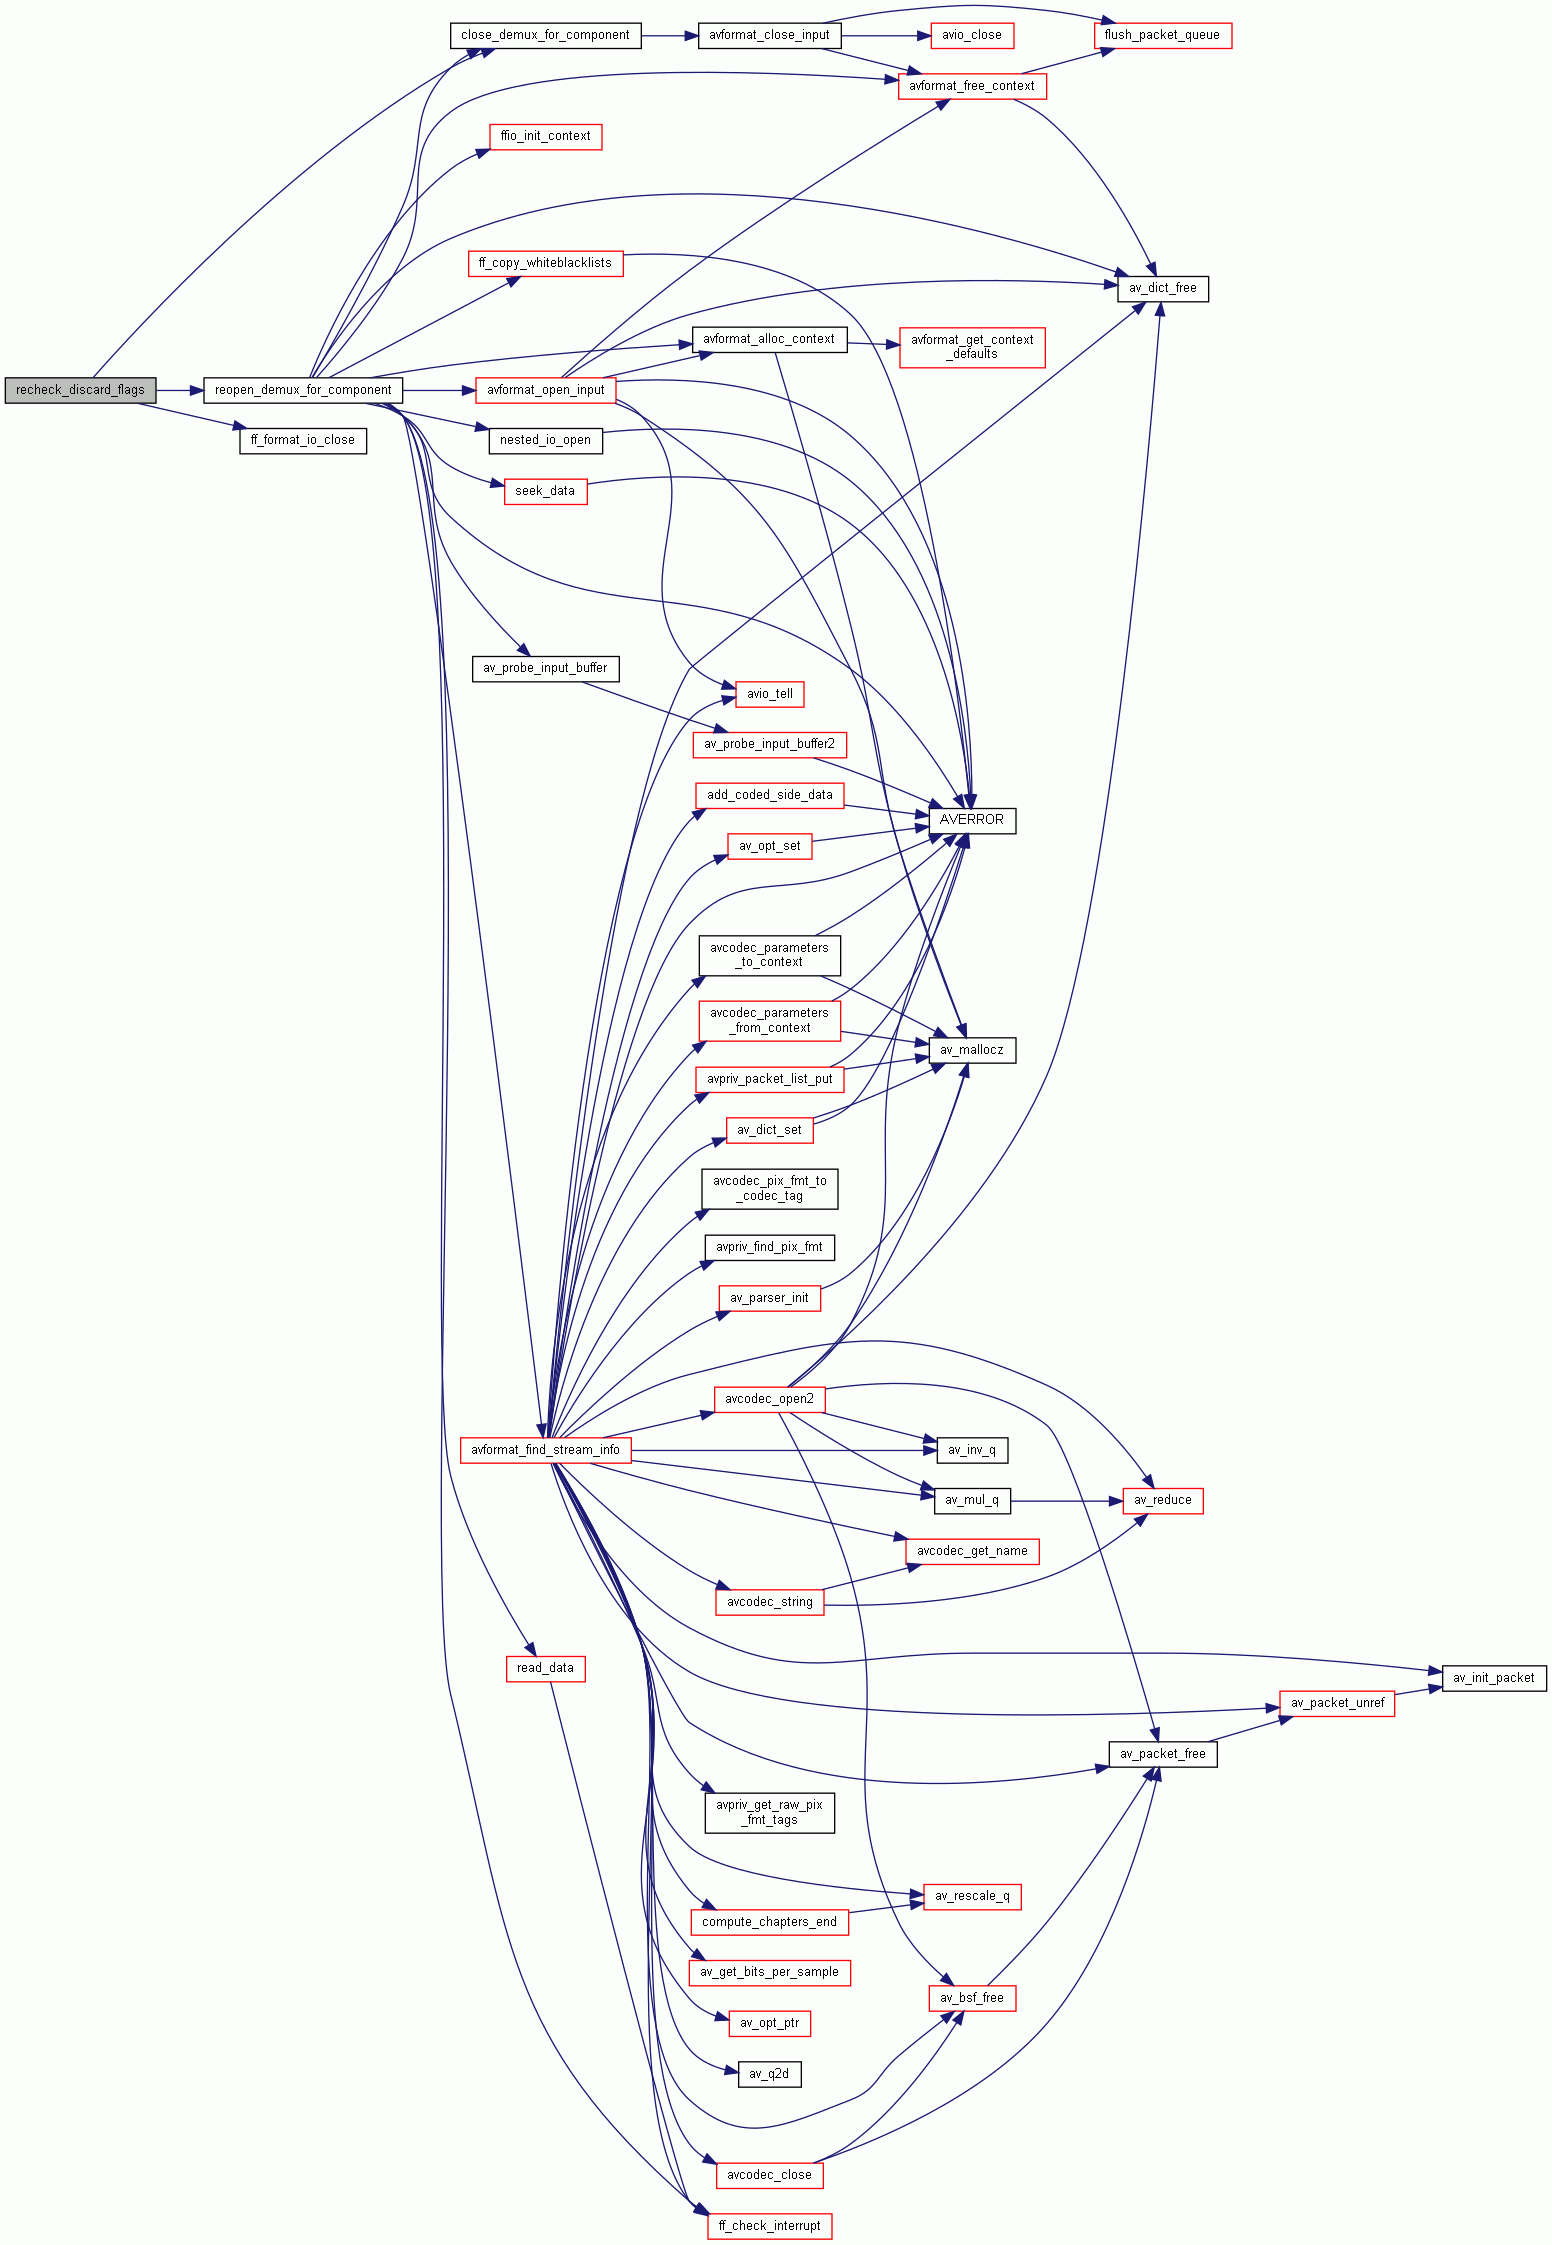 close_demux_for_component
avformat_close_input
avio_close
flush_packet_queue
avformat_free_context
ffio_init_context
ff_copy_whiteblacklists
av_dict_free
avformat_alloc_context
avformat_get_context
_defaults
recheck_discard_flags
reopen_demux_for_component
avformat_open_input
ff_format_io_close
nested_io_open
seek_data
av_probe_input_buffer
avio_tell
av_probe_input_buffer2
add_coded_side_data
AVERROR
av_opt_set
avcodec_parameters
_to_context
avcodec_parameters
_from_context
av_mallocz
avpriv_packet_list_put
av_dict_set
avcodec_pix_fmt_to
_codec_tag
avpriv_find_pix_fmt
av_parser_init
avcodec_open2
avformat_find_stream_info
av_inv_q
av_mul_q
av_reduce
avcodec_get_name
avcodec_string
read_data
av_init_packet
av_packet_unref
av_packet_free
avpriv_get_raw_pix
_fmt_tags
av_rescale_q
compute_chapters_end
av_get_bits_per_sample
av_bsf_free
av_opt_ptr
av_q2d
avcodec_close
ff_check_interrupt